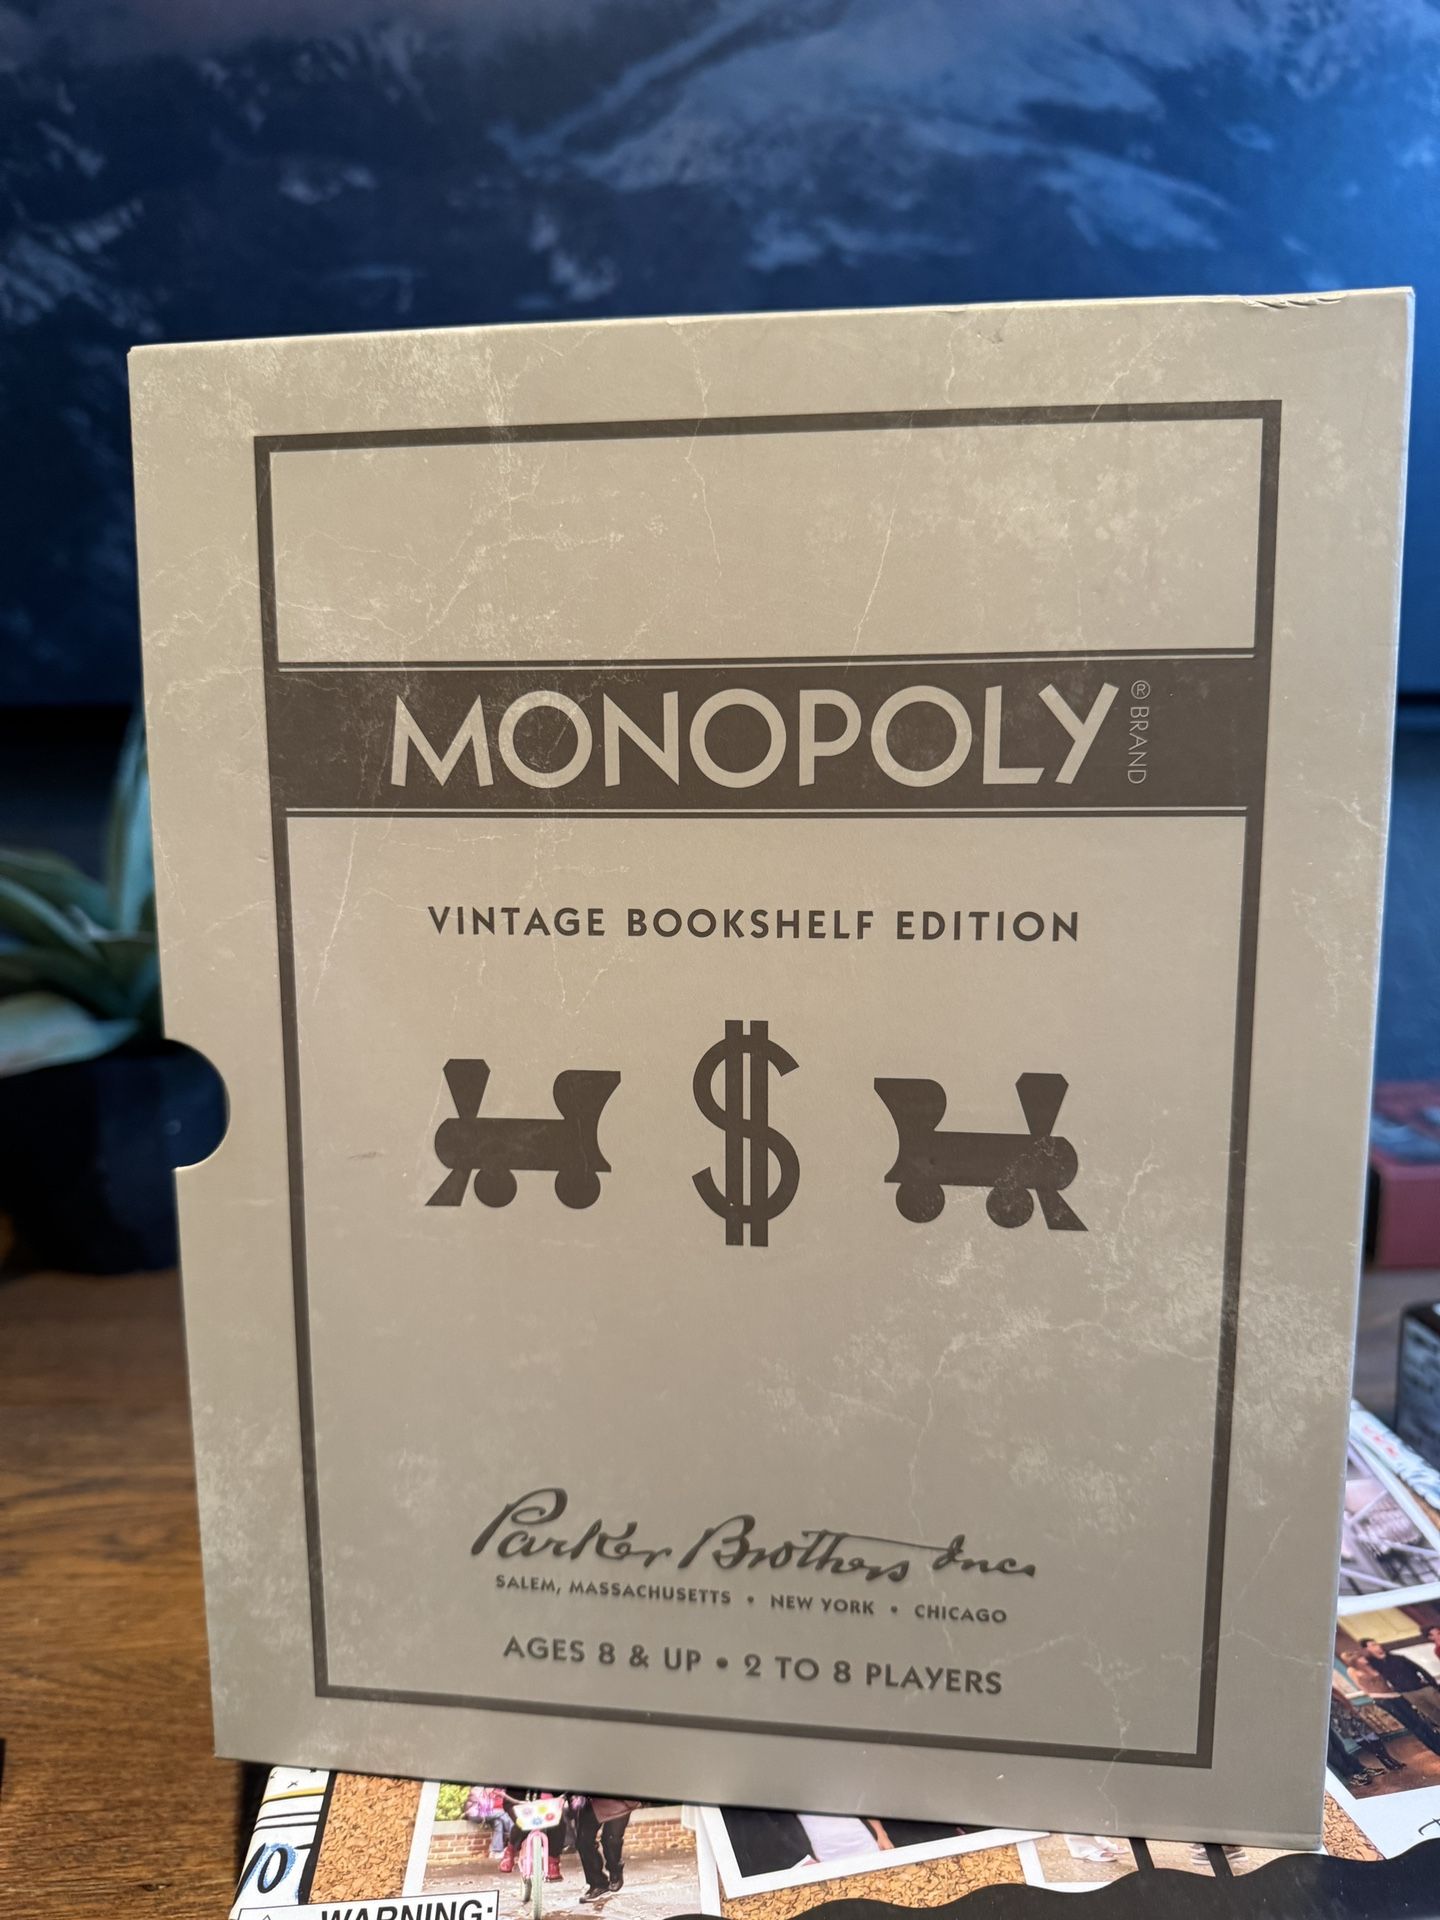 MONOPOLY ® BRAND
VINTAGE BOOKSHELF EDITION
$
Parker Brothers Inc.
SALEM, MASSACHUSETTS • NEW YORK • CHICAGO
AGES 8 & UP • 2 TO 8 PLAYERS
10
WARNING: